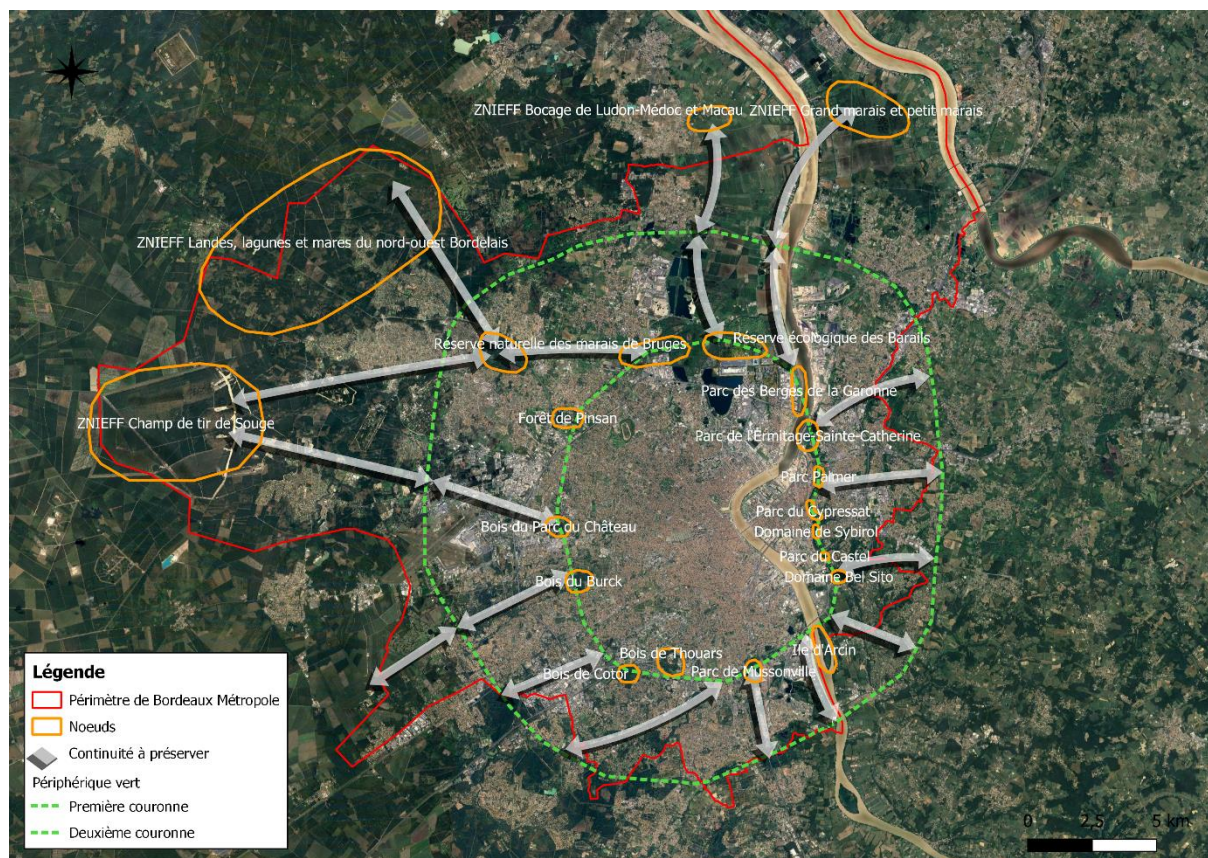 ZNIEFF Bocage de Ludon-Médoc et Macau
ZNIEFF Grand marais et petit marais
ZNIEFF Landes, lagunes et mares du nord-ouest Bordelais
Réserve naturelle des marais de Bruges
Réserve écologique des Barails
Parc des Berges de la Garonne
Forêt de Pinsan
ZNIEFF Champ de tir de Souge
Parc de l'Ermitage-Sainte-Catherine
Parc Palmer
Parc du Cypressat
Bois du Parc du Château
Domaine de Sybirol
Parc du Castel
Bois du Burck
Domaine Bel Sito
Ile d'Arcin
Bois de Thouars
Bois de Cotor
Parc de Mussonville
Légende
Périmètre de Bordeaux Métropole
Noeuds
Continuité à préserver
Périphérique vert
Première couronne
Deuxième couronne
0 2,5 5 km